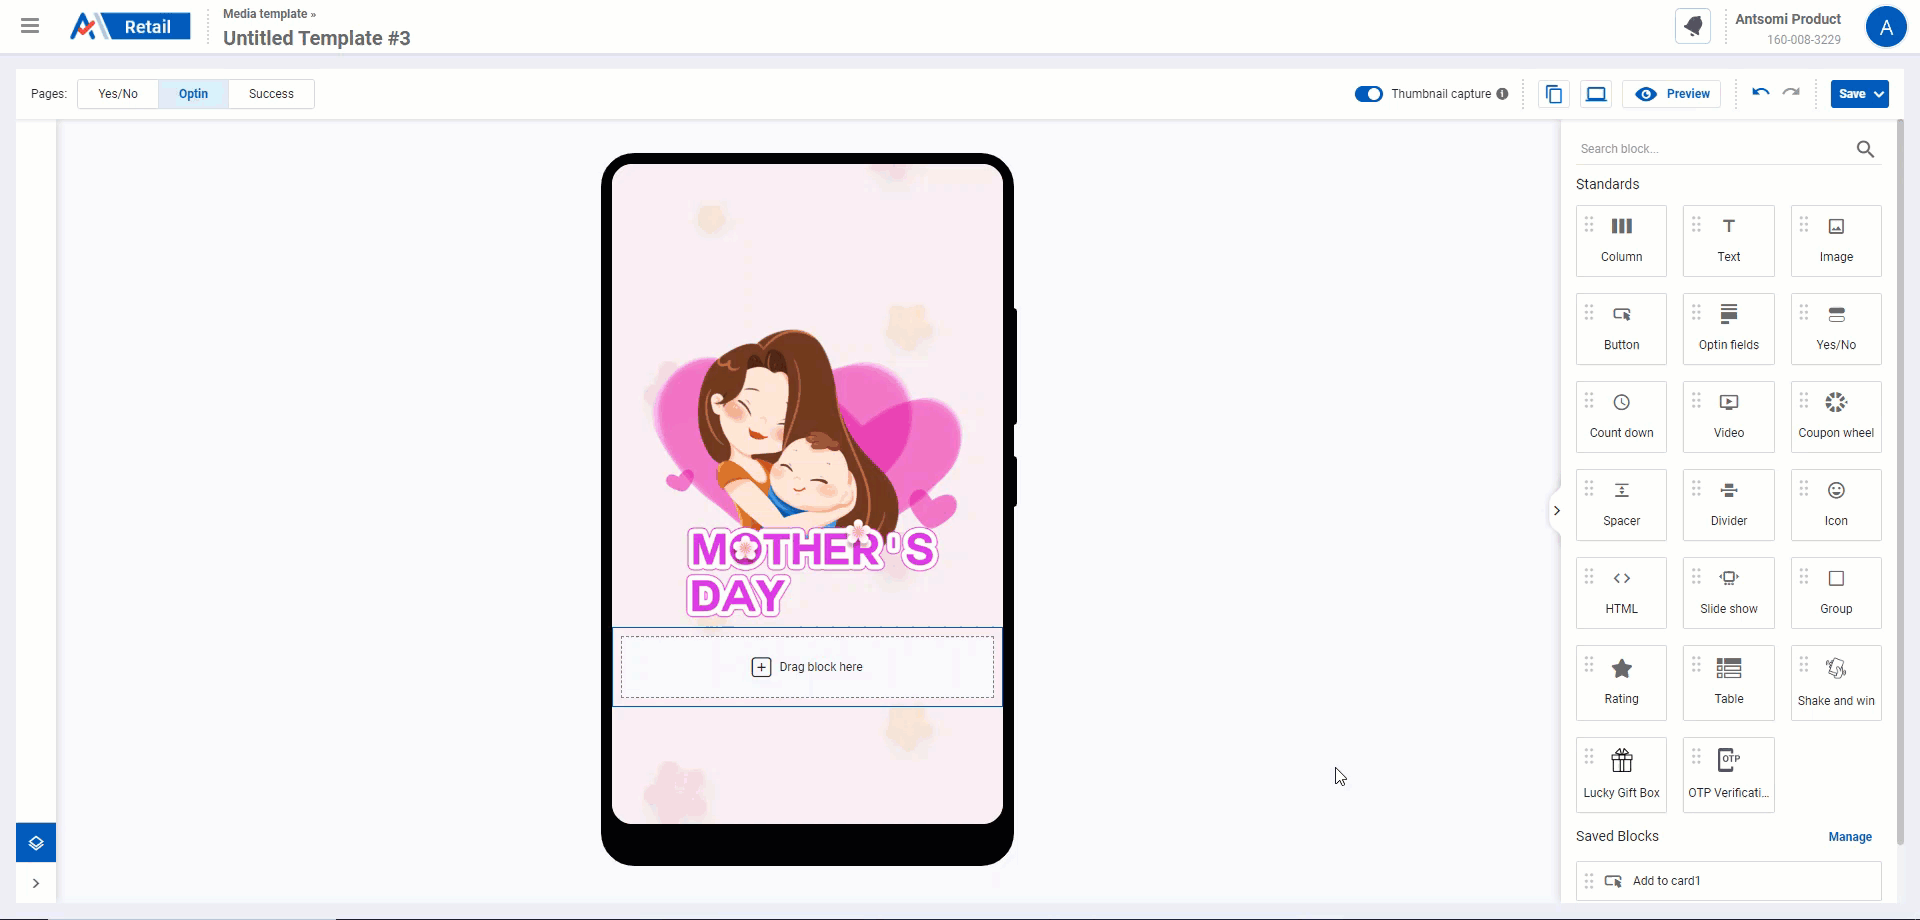 Retail
Media template »
Untitled Template #3
Antsomi Product
160-008-3229
A
Pages:
Yes/No
Optin
Success
Thumbnail capture
Preview
Save
Search block...
Standards
Column
Text
Image
Button
Optin fields
Yes/No
Count down
Video
Coupon wheel
Spacer
Divider
Icon
HTML
Slide show
Group
Rating
Table
Shake and win
Lucky Gift Box
OTP
OTP Verificati...
Saved Blocks
Manage
Add to card1
MOTHER'S
DAY
Drag block here